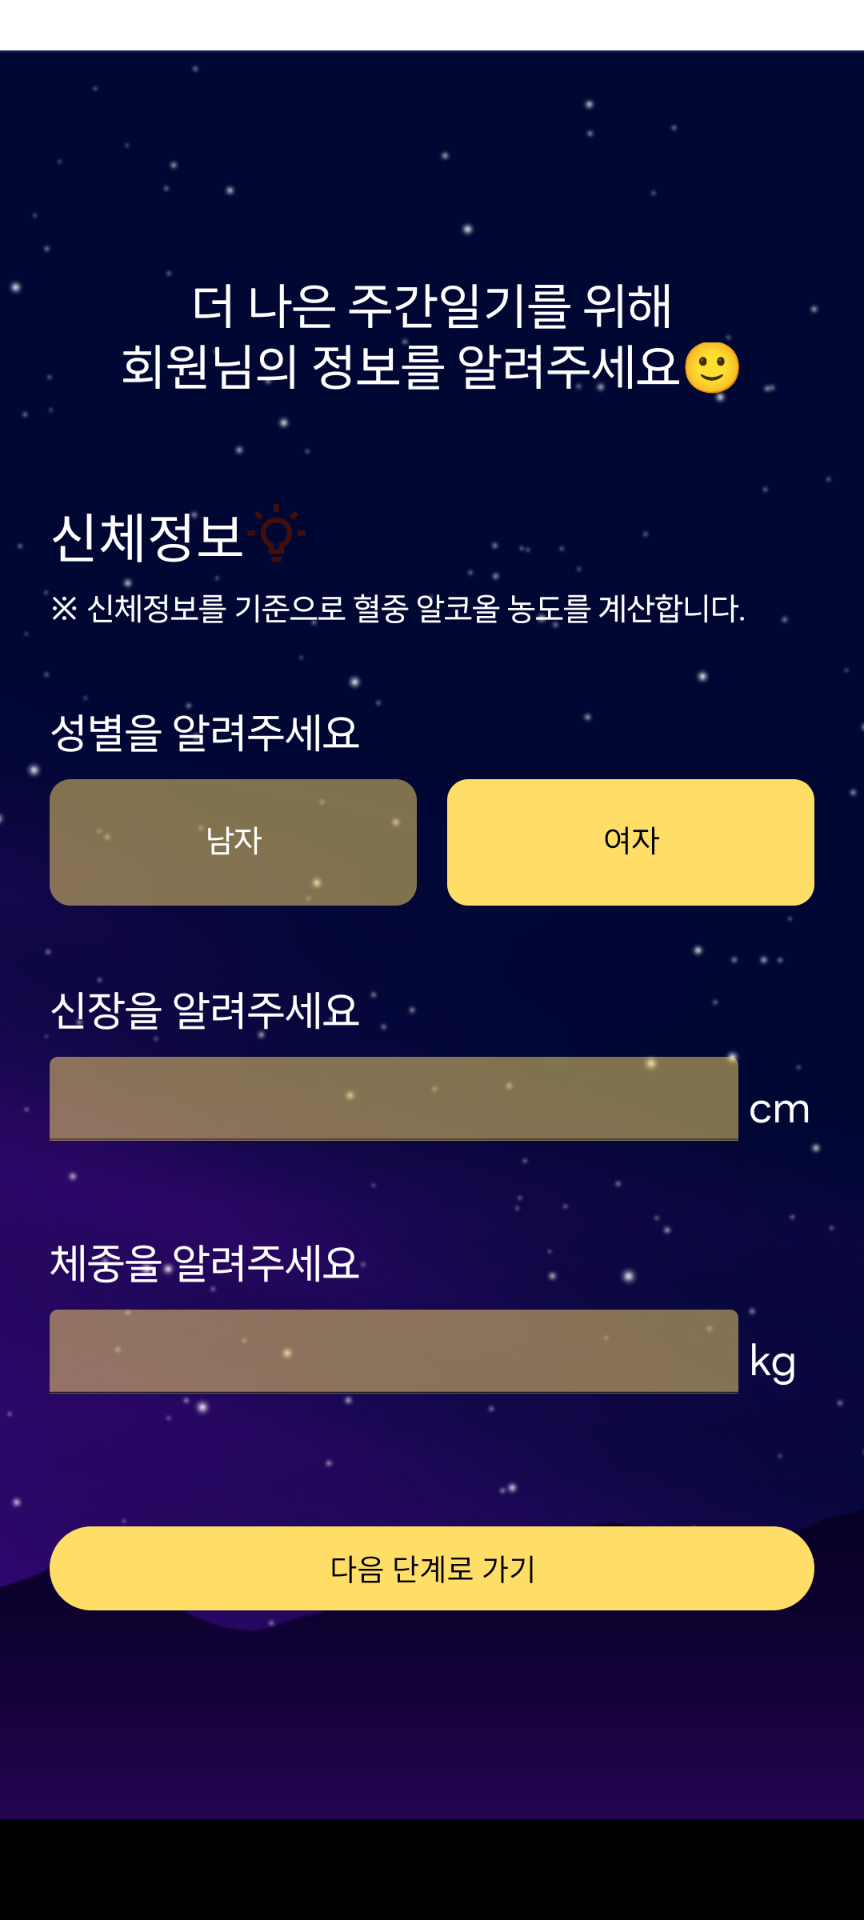 더 나은 주간일기를 위해
회원님의 정보를 알려주세요🙂
신체정보
※ 신체정보를 기준으로 혈중 알코올 농도를 계산합니다.
성별을 알려주세요
남자 여자
신장을 알려주세요
cm
체중을 알려주세요
kg
다음 단계로 가기